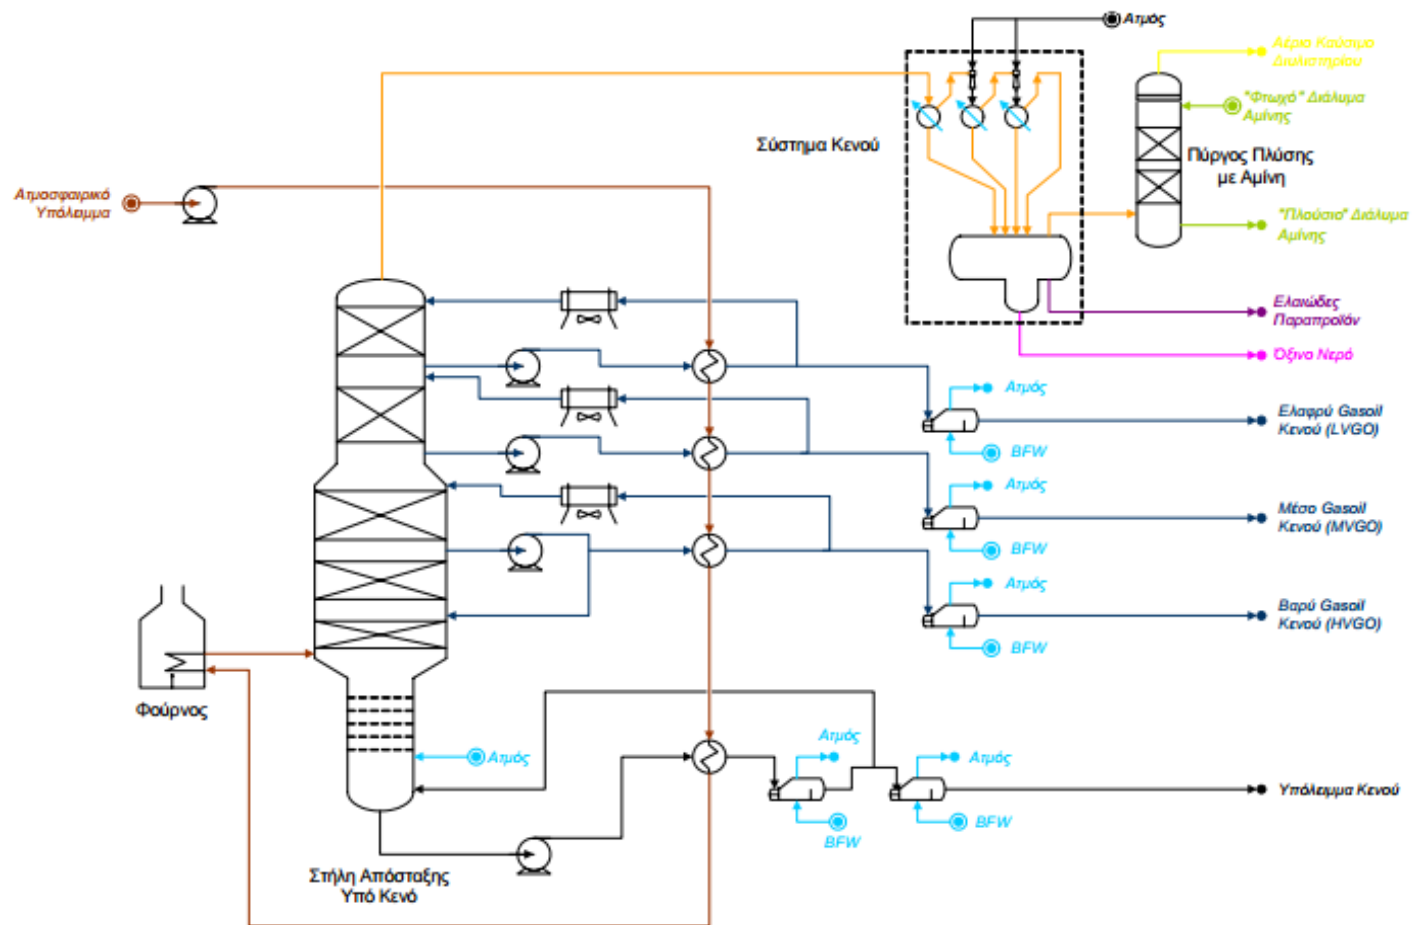 Ατμός
Αέριο Καύσιμο
Διυλιστηρίου
"Φτωχό" Διάλυμα
Αμίνης
Σύστημα Κενού
Πύργος Πλύσης
με Αμίνη
Ατμοσφαιρικό
Υπόλειμμα
"Πλούσιο" Διάλυμα
Αμίνης
Ελαιώδες
Παραπροϊόν
Όξινο Νερό
Ατμός
Ελαφρύ Gasoil
Κενού (LVGO)
BFW
Ατμός
Μέσο Gasoil
Κενού (MVGO)
BFW
Ατμός
Βαρύ Gasoil
Κενού (HVGO)
BFW
Φούρνος
Ατμός
Ατμός
Ατμός
Υπόλειμμα Κενού
BFW
BFW
Στήλη Απόσταξης
Υπό Κενό